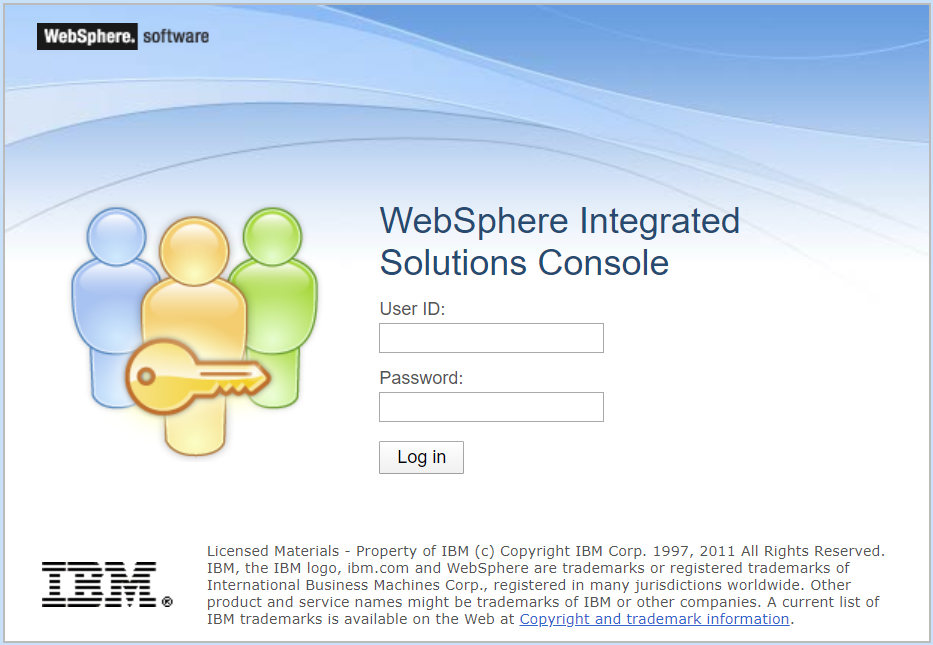 WebSphere. software
WebSphere Integrated
Solutions Console
User ID:
Password:
Log in
IBM®
Licensed Materials - Property of IBM (c) Copyright IBM Corp. 1997, 2011 All Rights Reserved.
IBM, the IBM logo, ibm.com and WebSphere are trademarks or registered trademarks of
International Business Machines Corp., registered in many jurisdictions worldwide. Other
product and service names might be trademarks of IBM or other companies. A current list of
IBM trademarks is available on the Web at Copyright and trademark information.